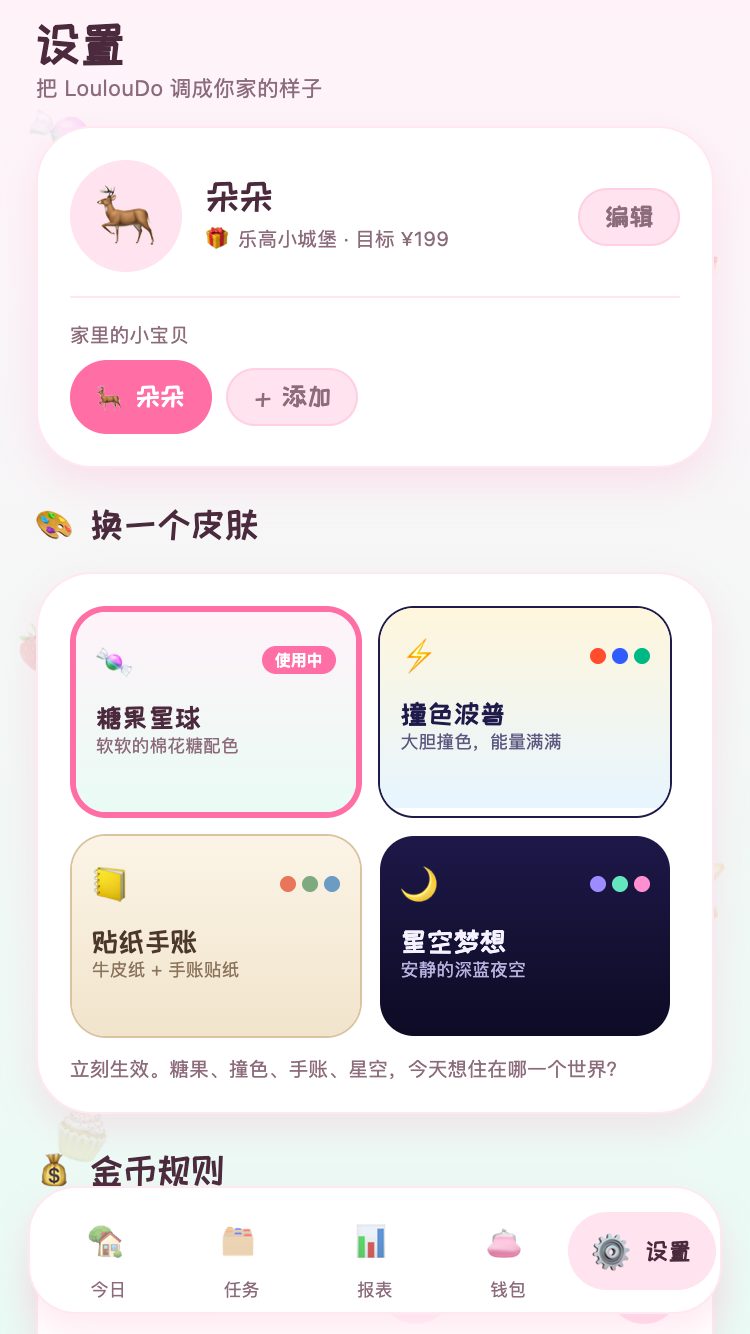 设置
把 LoulouDo 调成你家的样子
朵朵
乐高小城堡 · 目标 ¥199
编辑
家里的小宝贝
朵朵
+ 添加
换一个皮肤
使用中
糖果星球
软软的棉花糖配色
撞色波普
大胆撞色，能量满满
贴纸手账
牛皮纸 + 手账贴纸
星空梦想
安静的深蓝夜空
立刻生效。糖果、撞色、手账、星空，今天想住在哪一个世界？
金币规则
今日
任务
报表
钱包
设置